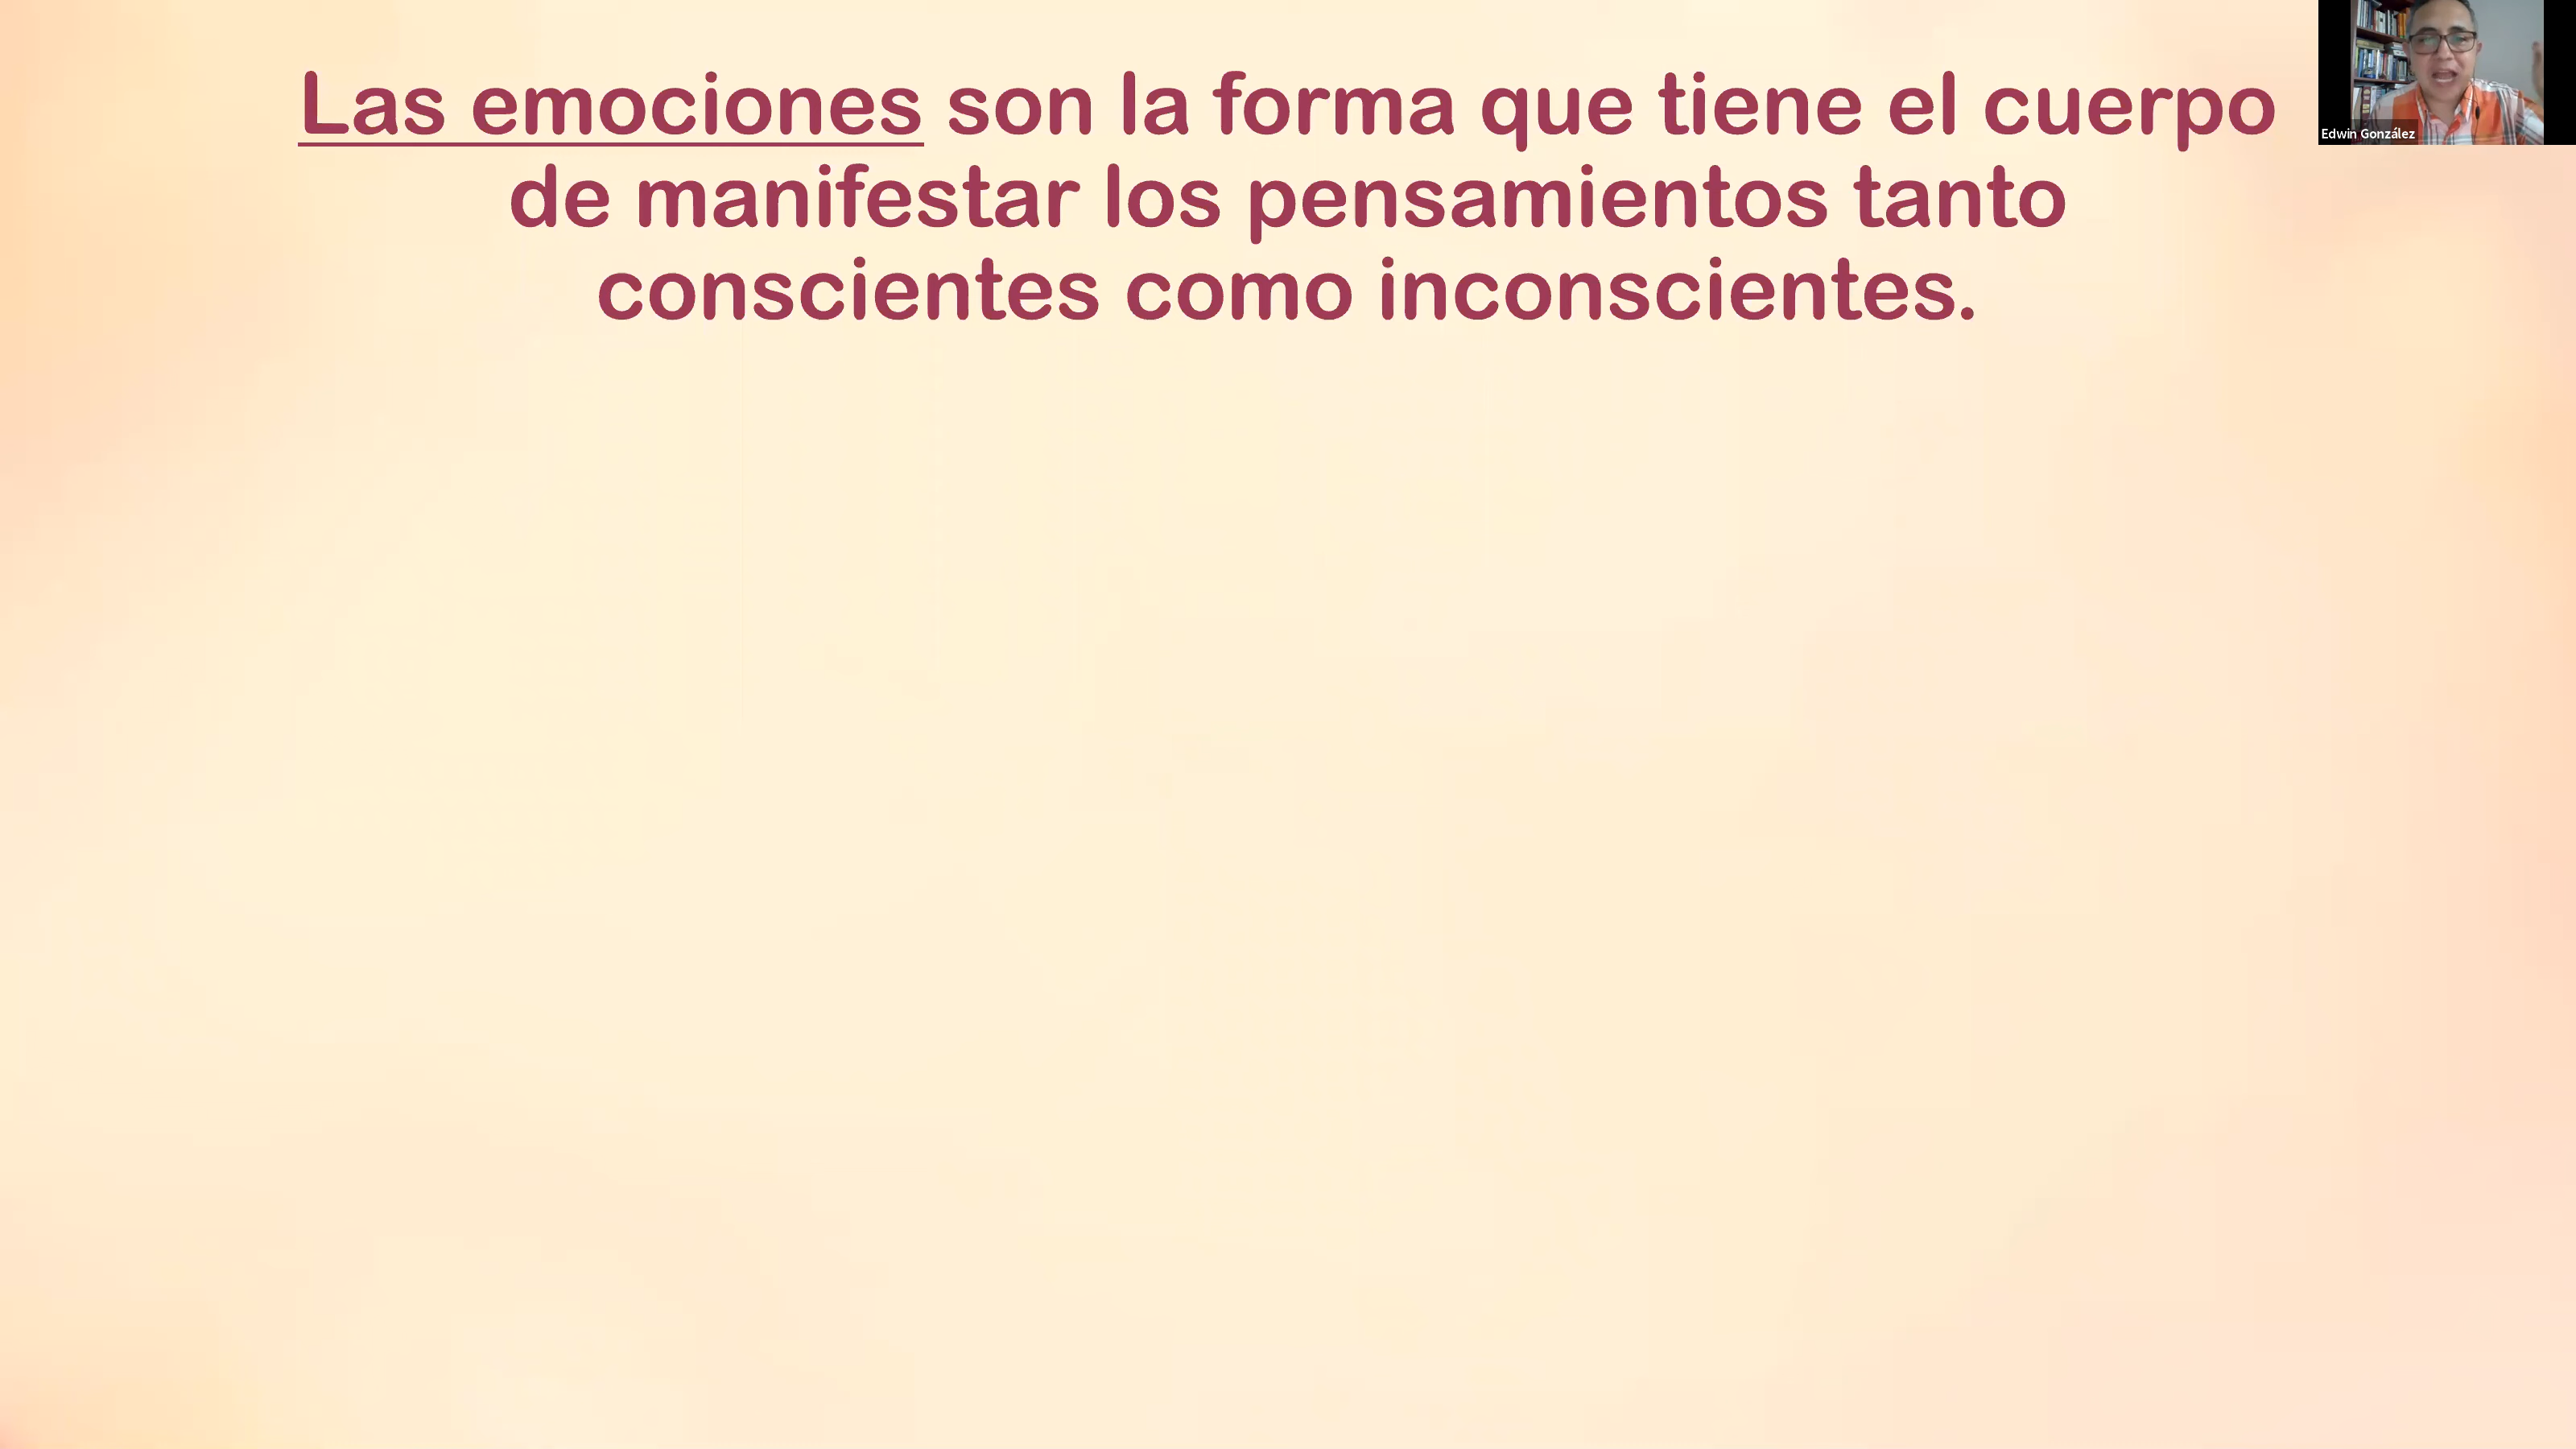 Las emociones son la forma que tiene el cuerpo
de manifestar los pensamientos tanto
conscientes como inconscientes.
Edwin González